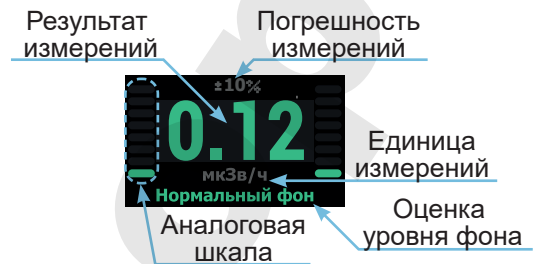 Результат
измерений
Погрешность
измерений
±10%
0.12
мкЗв/ч
Нормальный фон
Единица
измерений
Аналоговая
шкала
Оценка
уровня фона